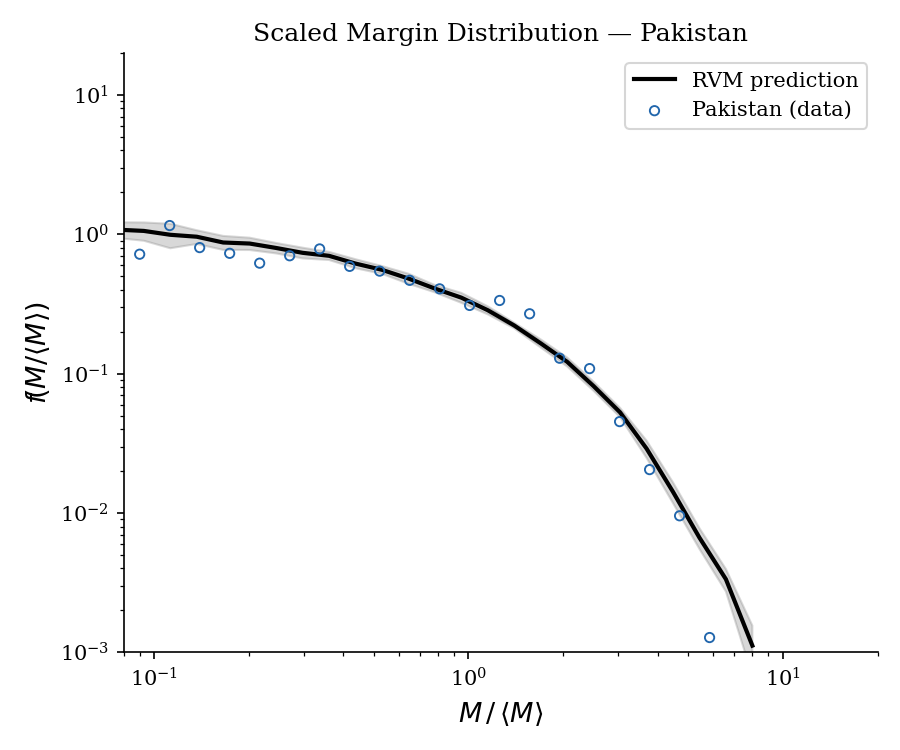 Scaled Margin Distribution — Pakistan
RVM prediction
Pakistan (data)
10¹
10⁰
10⁻¹
10⁻²
10⁻³
f(M/⟨M⟩)
10⁻¹
10⁰
10¹
M / ⟨M⟩